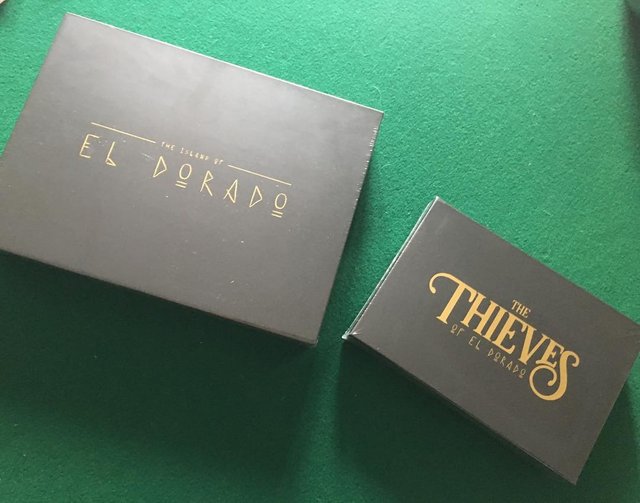 THE ISLAND OF
EL DORADO
THE
THIEVES
OF EL DORADO